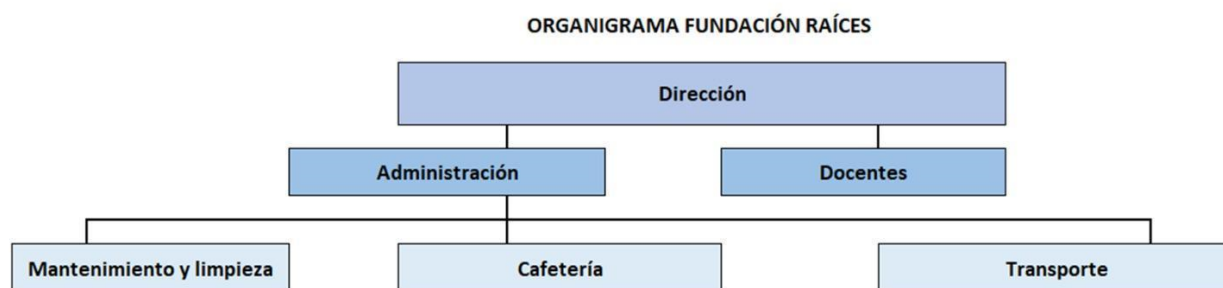 ORGANIGRAMA FUNDACIÓN RAÍCES
Dirección
Administración
Docentes
Mantenimiento y limpieza
Cafetería
Transporte